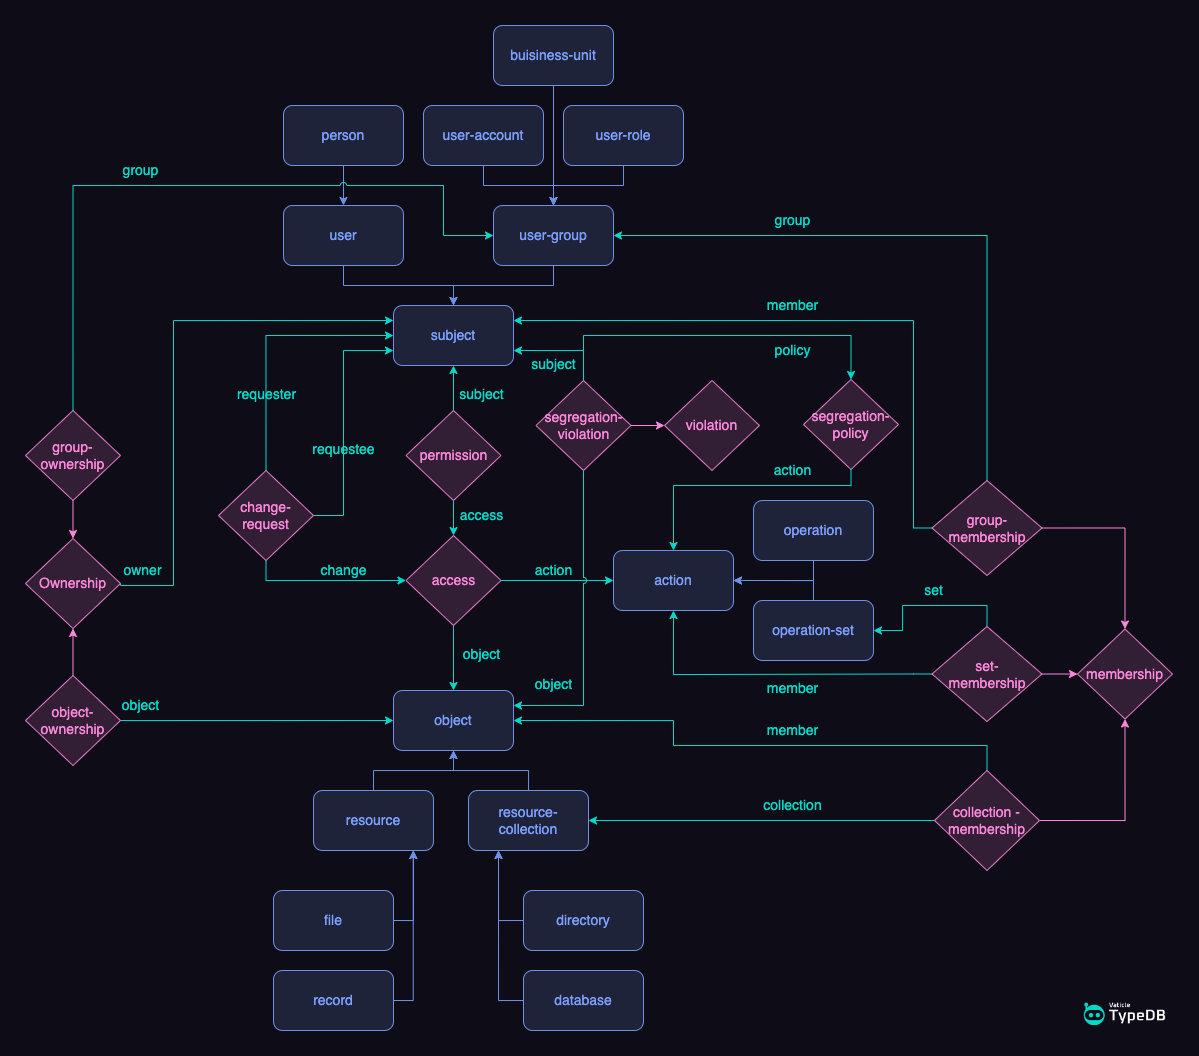 buisiness-unit
person
user-account
user-role
group
user
user-group
group
member
subject
policy
subject
requester
subject
segregation-
violation
violation
segregation-
policy
group-
ownership
requestee
permission
action
change-
request
access
group-
membership
operation
Ownership
owner
change
access
action
action
set
operation-set
object
set-
membership
membership
object
member
object-
ownership
object
object
member
resource
resource-
collection
collection
collection -
membership
file
directory
record
database
Vaticle
TypeDB